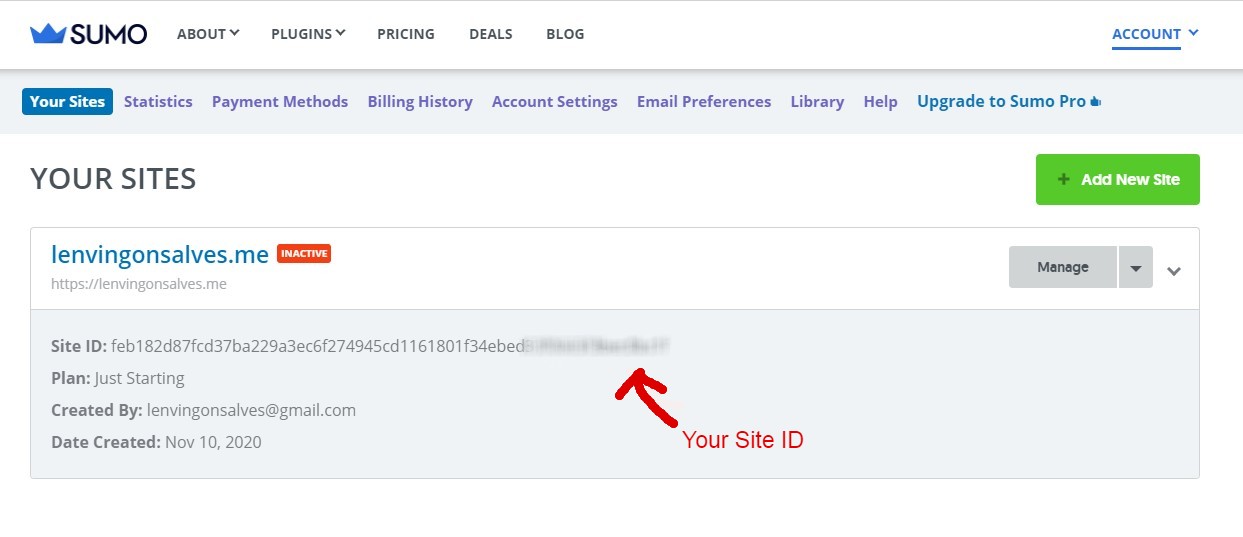 SUMO ABOUT PLUGINS PRICING DEALS BLOG ACCOUNT
Your Sites Statistics Payment Methods Billing History Account Settings Email Preferences Library Help Upgrade to Sumo Pro
YOUR SITES
+ Add New Site
lenvingonsalves.me INACTIVE
Manage
https://lenvingonsalves.me
Site ID: feb182d87fcd37ba229a3ec6f274945cd1161801f34ebed
Plan: Just Starting
Created By: lenvingonsalves@gmail.com
Your Site ID
Date Created: Nov 10, 2020